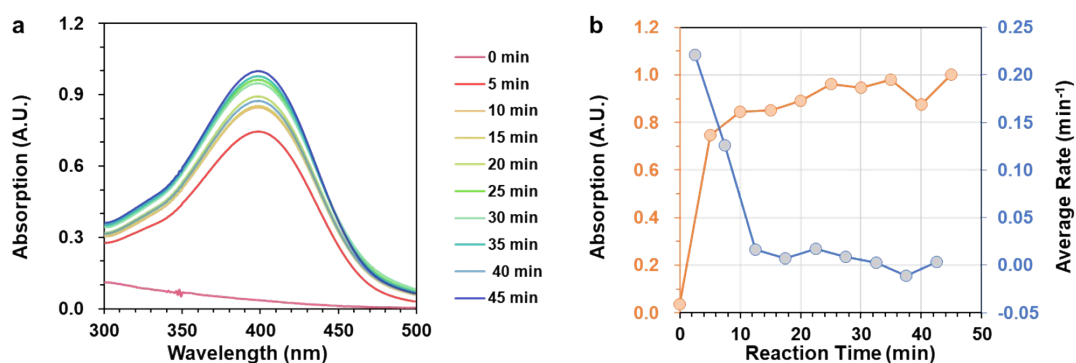 a
1.2
0.9
0.6
0.3
0.0
Absorption (A.U.)
300
350
400
450
500
Wavelength (nm)
0 min
5 min
10 min
15 min
20 min
25 min
30 min
35 min
40 min
45 min
b
1.2
1.0
0.8
0.6
0.4
0.2
0.0
Absorption (A.U.)
0
10
20
30
40
50
Reaction Time (min)
0.25
0.20
0.15
0.10
0.05
0.00
-0.05
Average Rate (min⁻¹)